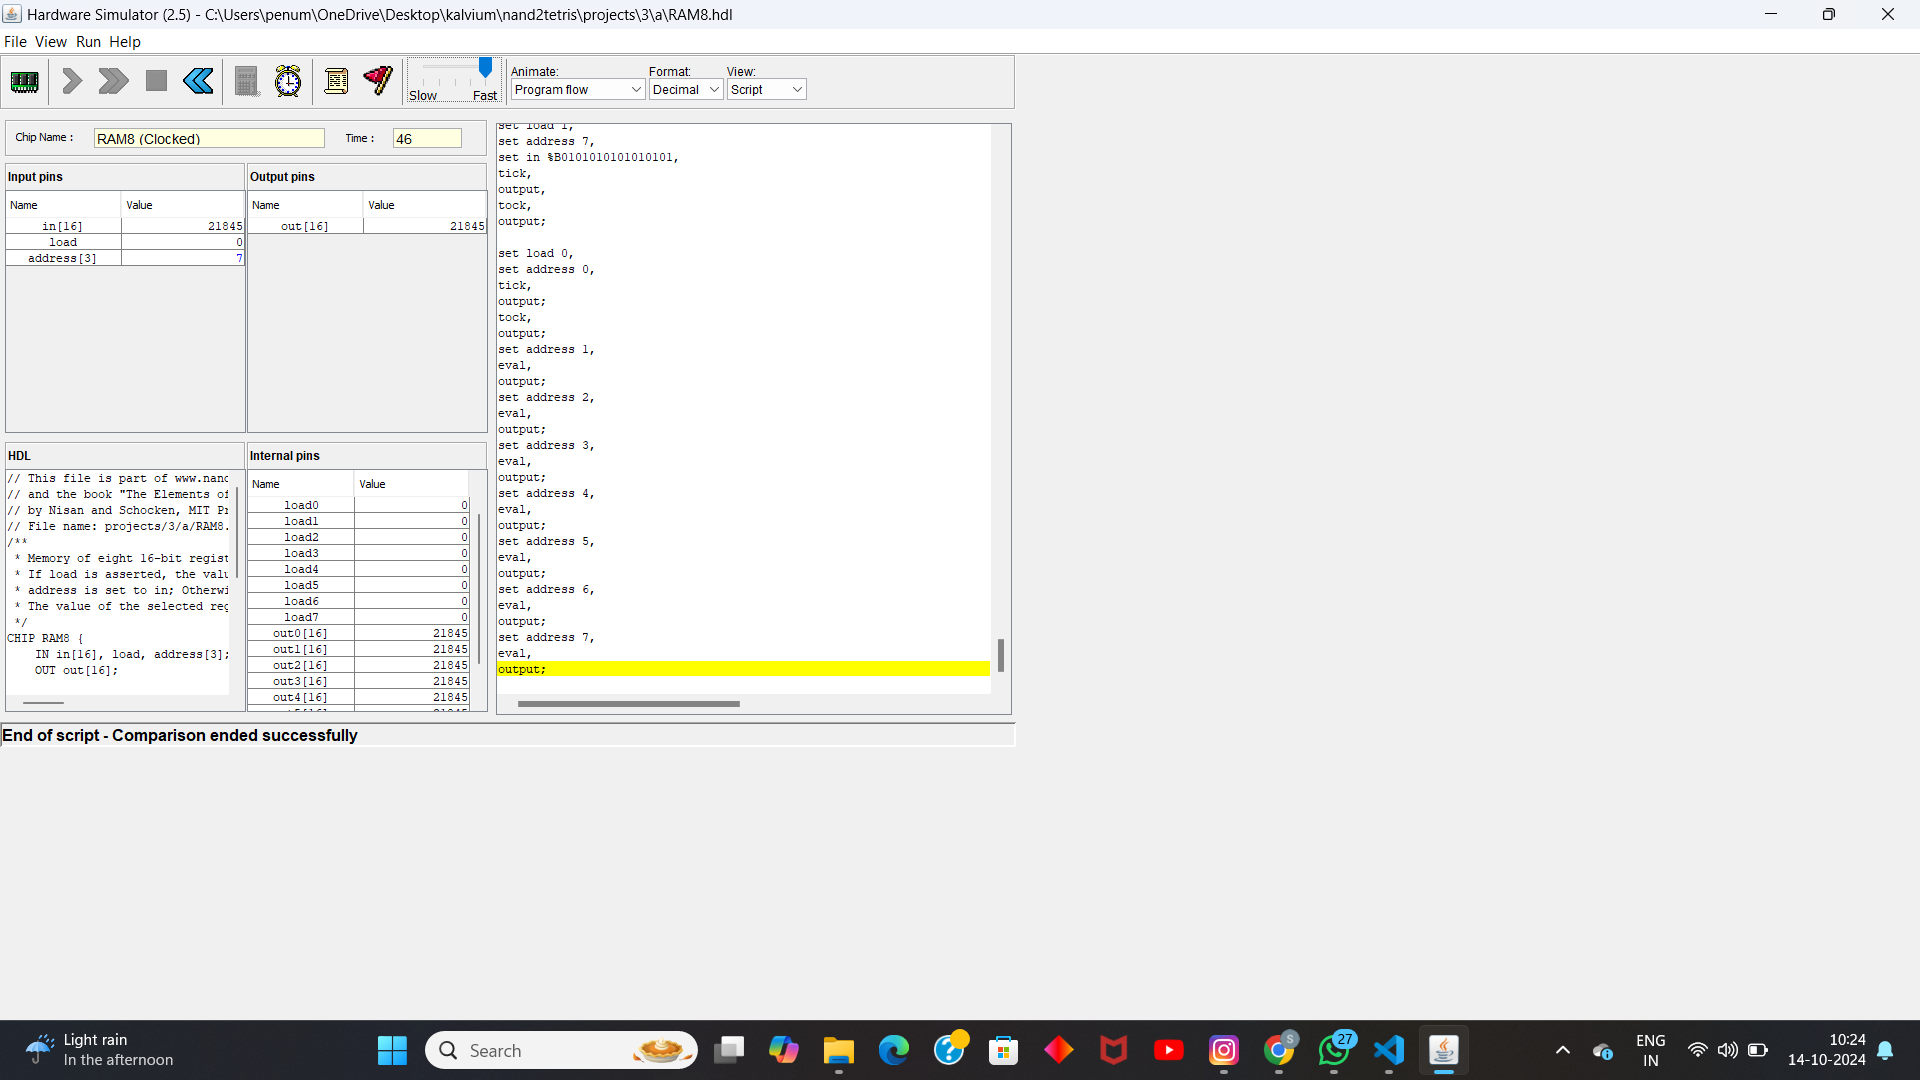 Hardware Simulator (2.5) - C:\Users\penum\OneDrive\Desktop\kalvium\nand2tetris\projects\3\a\RAM8.hdl
File View Run Help
Slow Fast
Animate: Format: View:
Program flow Decimal Script
Chip Name : RAM8 (Clocked) Time : 46
Input pins
Name Value
in[16] 21845
load 0
address[3] 7
Output pins
Name Value
out[16] 21845
HDL
// This file is part of www.nand
// and the book "The Elements of
// by Nisan and Schocken, MIT Pr
// File name: projects/3/a/RAM8.
/**
* Memory of eight 16-bit regist
* If load is asserted, the valu
* address is set to in; Otherwi
* The value of the selected reg
*/
CHIP RAM8 {
IN in[16], load, address[3];
OUT out[16];
Internal pins
Name Value
load0 0
load1 0
load2 0
load3 0
load4 0
load5 0
load6 0
load7 0
out0[16] 21845
out1[16] 21845
out2[16] 21845
out3[16] 21845
out4[16] 21845
set load 1,
set address 7,
set in %B0101010101010101,
tick,
output,
tock,
output;
set load 0,
set address 0,
tick,
output;
tock,
output;
set address 1,
eval,
output;
set address 2,
eval,
output;
set address 3,
eval,
output;
set address 4,
eval,
output;
set address 5,
eval,
output;
set address 6,
eval,
output;
set address 7,
eval,
output;
End of script - Comparison ended successfully
Light rain
In the afternoon
Search
S
27
ENG
IN
10:24
14-10-2024